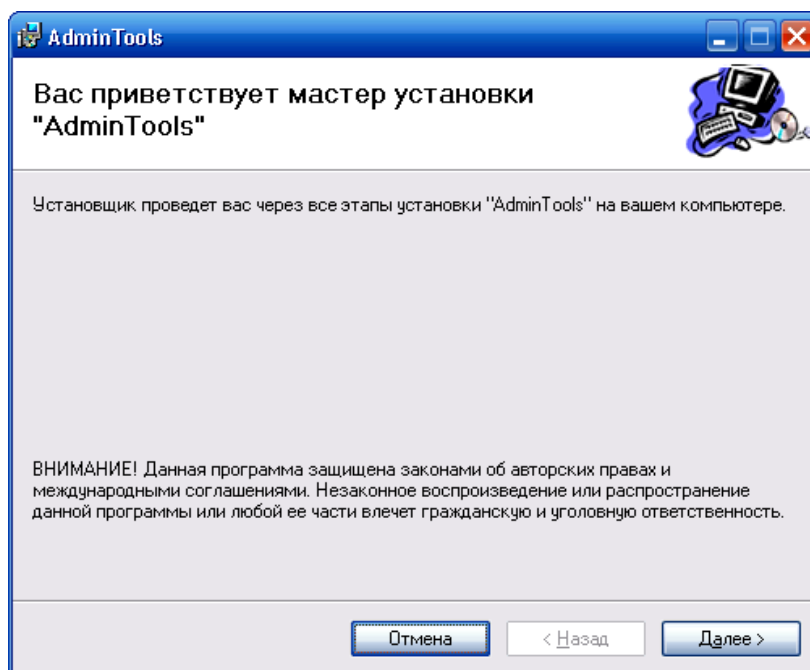 AdminTools
Вас приветствует мастер установки
"AdminTools"
Установщик проведет вас через все этапы установки "AdminTools" на вашем компьютере.
ВНИМАНИЕ! Данная программа защищена законами об авторских правах и
международными соглашениями. Незаконное воспроизведение или распространение
данной программы или любой ее части влечет гражданскую и уголовную ответственность.
Отмена
< Назад
Далее >